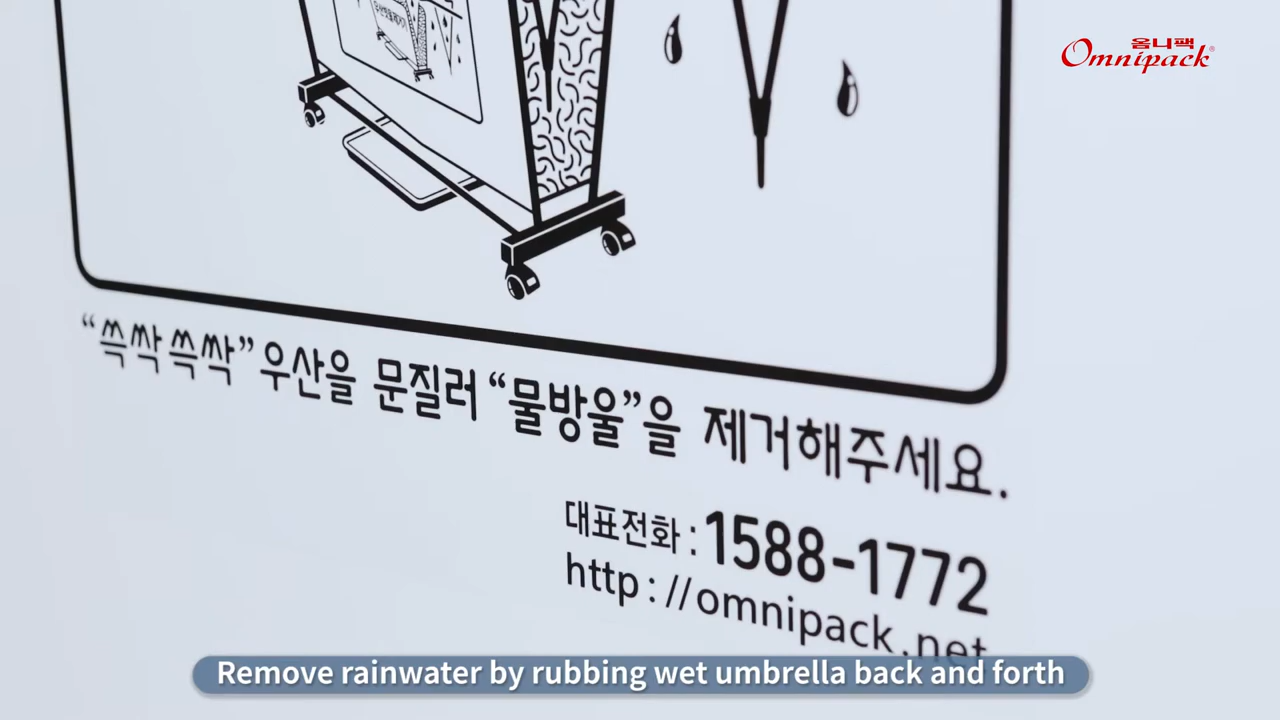 옴니팩
Omnipack®
"쓱싹쓱싹" 우산을 문질러 "물방울"을 제거해주세요.
대표전화 : 1588-1772
http : //omnipack.net
Remove rainwater by rubbing wet umbrella back and forth